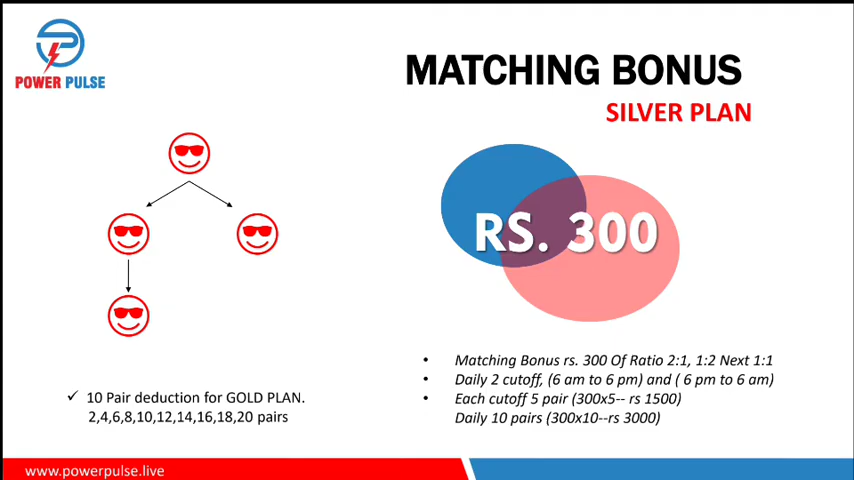 POWER PULSE
MATCHING BONUS
SILVER PLAN
RS. 300
✓ 10 Pair deduction for GOLD PLAN.
2,4,6,8,10,12,14,16,18,20 pairs
• Matching Bonus rs. 300 Of Ratio 2:1, 1:2 Next 1:1
• Daily 2 cutoff, (6 am to 6 pm) and ( 6 pm to 6 am)
• Each cutoff 5 pair (300x5-- rs 1500)
Daily 10 pairs (300x10--rs 3000)
www.powerpulse.live